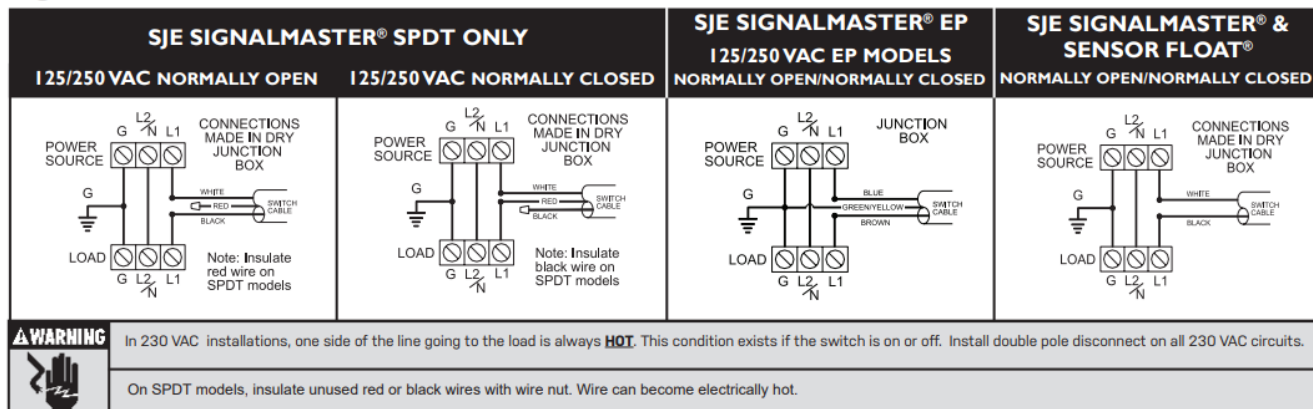 SJE SIGNALMASTER® SPDT ONLY
125/250 VAC NORMALLY OPEN
125/250 VAC NORMALLY CLOSED
SJE SIGNALMASTER® EP
125/250 VAC EP MODELS
NORMALLY OPEN/NORMALLY CLOSED
SJE SIGNALMASTER® &
SENSOR FLOAT®
NORMALLY OPEN/NORMALLY CLOSED
G L2/N L1
POWER
SOURCE
CONNECTIONS
MADE IN DRY
JUNCTION
BOX
G
WHITE
RED
BLACK
SWITCH
CABLE
LOAD
G L2/N L1
Note: Insulate
red wire on
SPDT models
G L2/N L1
POWER
SOURCE
CONNECTIONS
MADE IN DRY
JUNCTION
BOX
G
WHITE
RED
BLACK
SWITCH
CABLE
LOAD
G L2/N L1
Note: Insulate
black wire on
SPDT models
G L2/N L1
POWER
SOURCE
JUNCTION
BOX
G
BLUE
GREEN/YELLOW
BROWN
SWITCH
CABLE
LOAD
G L2/N L1
G L2/N L1
POWER
SOURCE
CONNECTIONS
MADE IN DRY
JUNCTION
BOX
G
WHITE
BLACK
SWITCH
CABLE
LOAD
G L2/N L1
WARNING
In 230 VAC installations, one side of the line going to the load is always HOT. This condition exists if the switch is on or off. Install double pole disconnect on all 230 VAC circuits.
On SPDT models, insulate unused red or black wires with wire nut. Wire can become electrically hot.